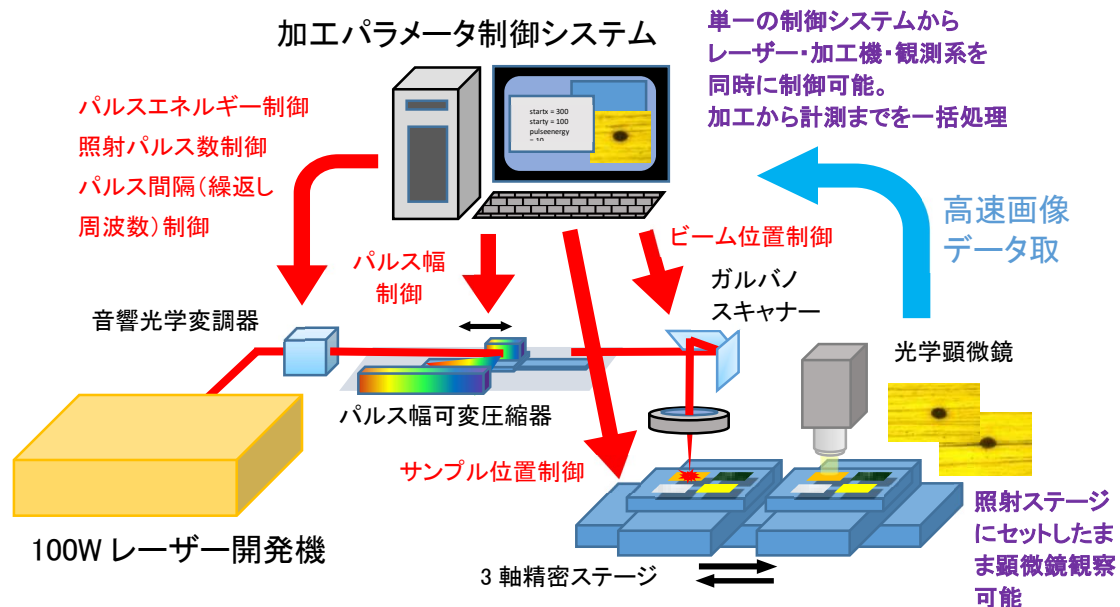 加工パラメータ制御システム
単一の制御システムから
レーザー・加工機・観測系を
同時に制御可能。
加工から計測までを一括処理
パルスエネルギー制御
照射パルス数制御
パルス間隔（繰返し
周波数）制御
startx = 300
starty = 100
pulseenergy
高速画像
データ取
パルス幅
制御
ビーム位置制御
ガルバノ
スキャナー
音響光学変調器
光学顕微鏡
パルス幅可変圧縮器
サンプル位置制御
照射ステージ
にセットしたま
ま顕微鏡観察
可能
100W レーザー開発機
3 軸精密ステージ